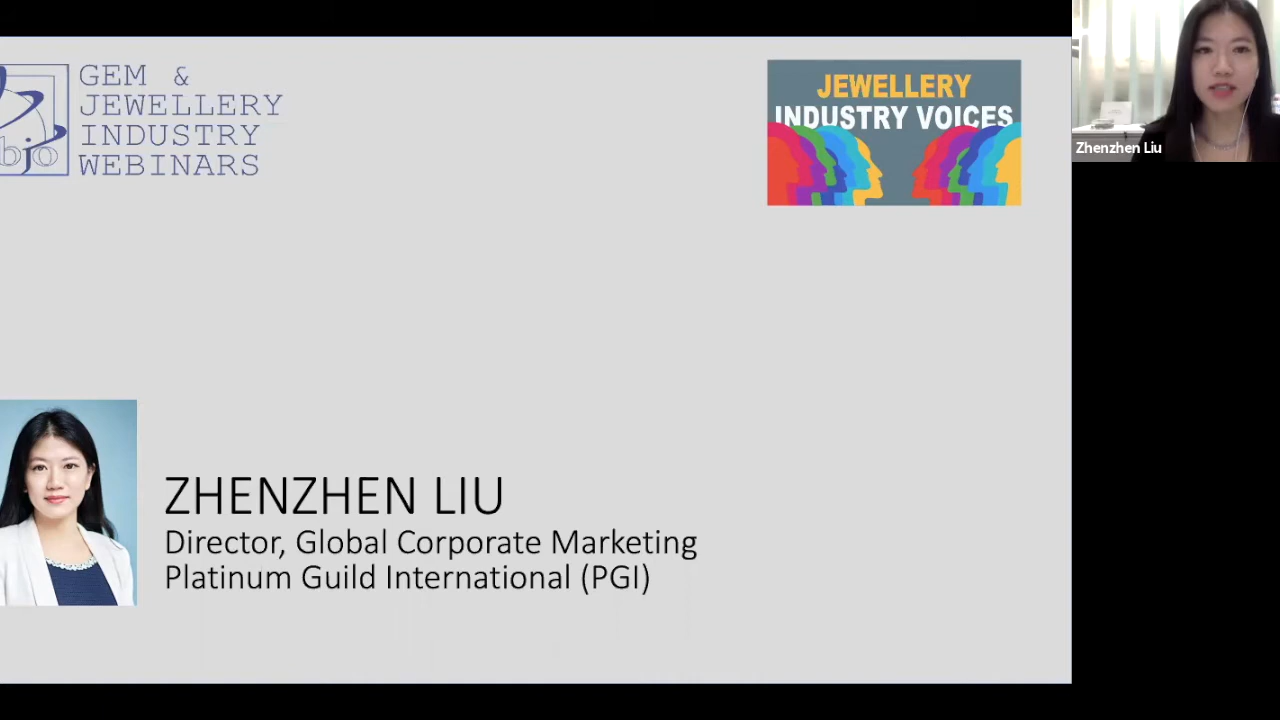 GEM &
JEWELLERY
INDUSTRY
WEBINARS
bjo
JEWELLERY
INDUSTRY VOICES
Zhenzhen Liu
ZHENZHEN LIU
Director, Global Corporate Marketing
Platinum Guild International (PGI)